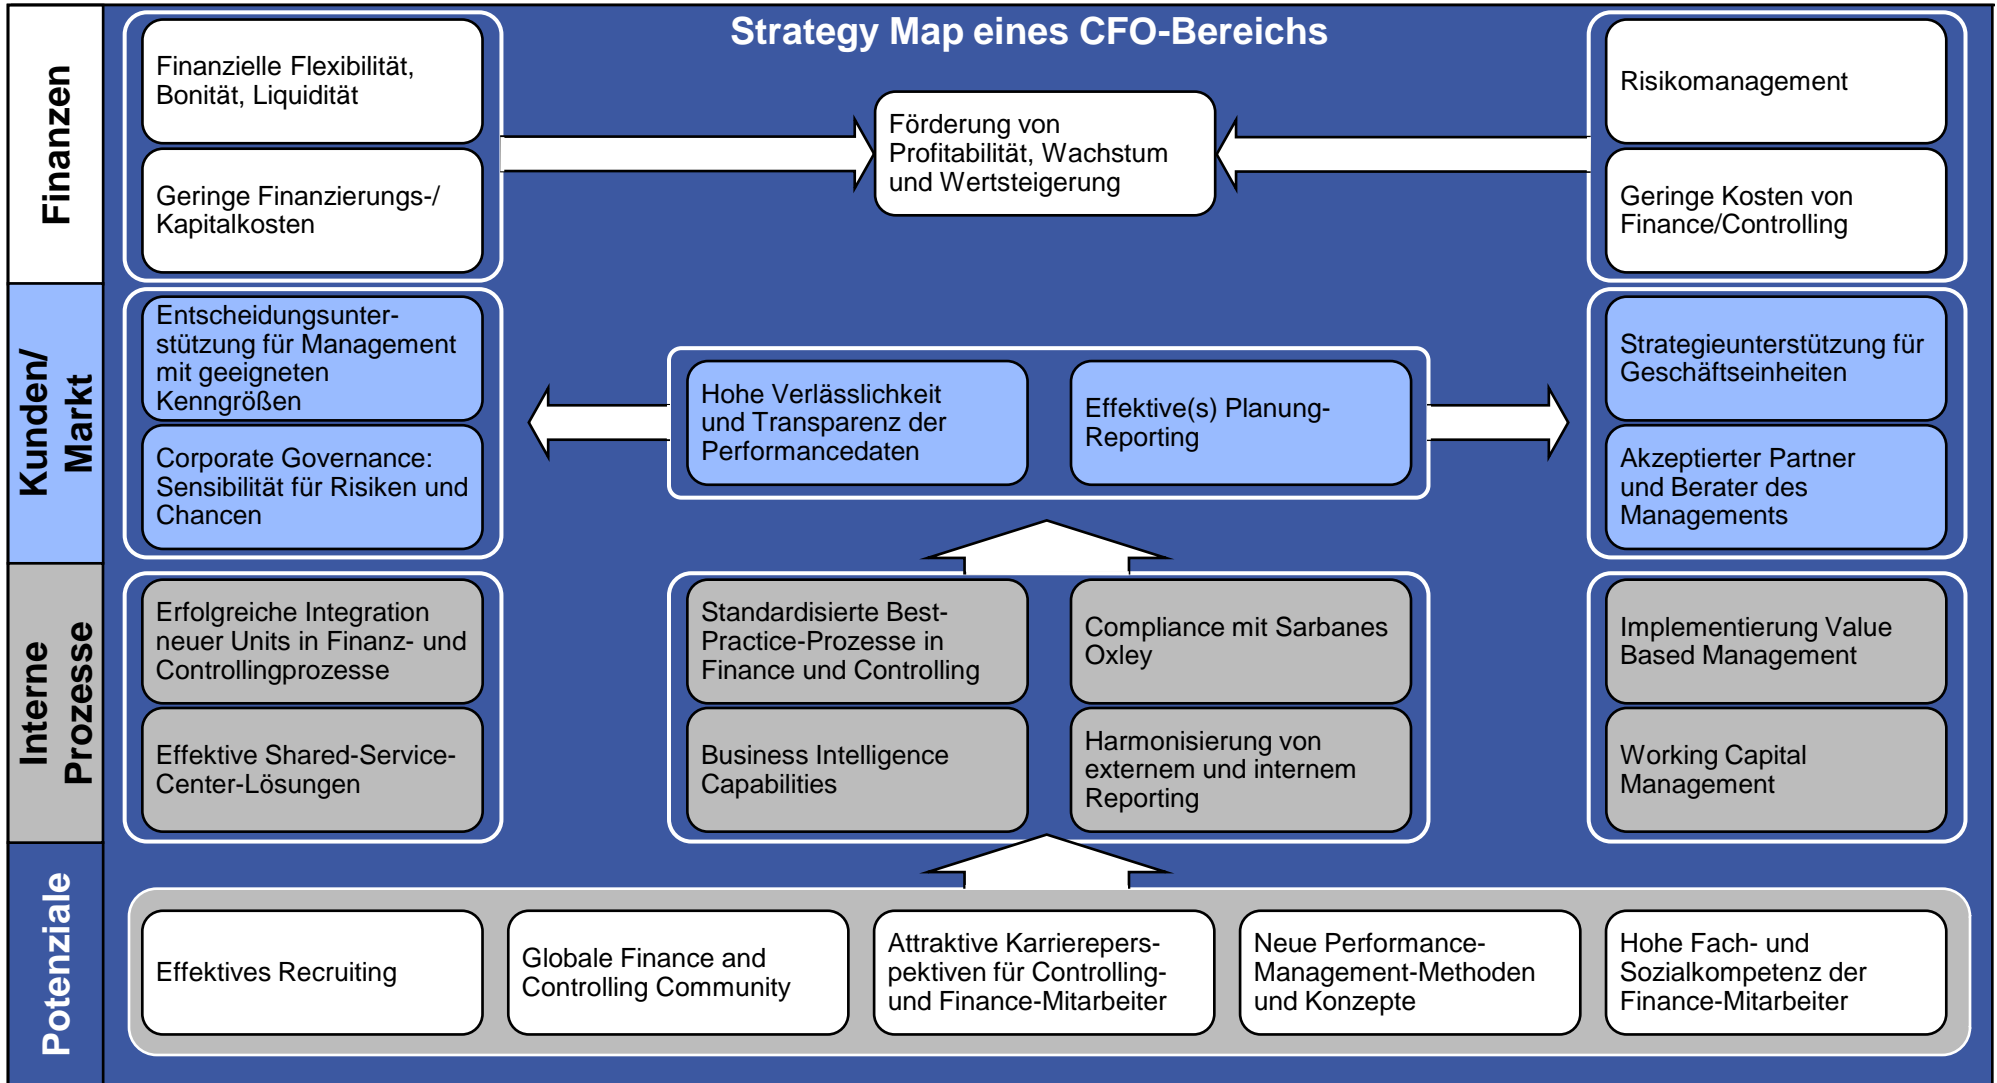 Strategy Map eines CFO-Bereichs
Finanzen
Finanzielle Flexibilität,
Bonität, Liquidität
Geringe Finanzierungs-/
Kapitalkosten
Förderung von
Profitabilität, Wachstum
und Wertsteigerung
Risikomanagement
Geringe Kosten von
Finance/Controlling
Kunden/
Markt
Entscheidungsunter-
stützung für Management
mit geeigneten
Kenngrößen
Corporate Governance:
Sensibilität für Risiken und
Chancen
Hohe Verlässlichkeit
und Transparenz der
Performancedaten
Effektive(s) Planung-
Reporting
Strategieunterstützung für
Geschäftseinheiten
Akzeptierter Partner
und Berater des
Managements
Interne
Prozesse
Erfolgreiche Integration
neuer Units in Finanz- und
Controllingprozesse
Effektive Shared-Service-
Center-Lösungen
Standardisierte Best-
Practice-Prozesse in
Finance und Controlling
Business Intelligence
Capabilities
Compliance mit Sarbanes
Oxley
Harmonisierung von
externem und internem
Reporting
Implementierung Value
Based Management
Working Capital
Management
Potenziale
Effektives Recruiting
Globale Finance and
Controlling Community
Attraktive Karriereper-
spektiven für Controlling-
und Finance-Mitarbeiter
Neue Performance-
Management-Methoden
und Konzepte
Hohe Fach- und
Sozialkompetenz der
Finance-Mitarbeiter